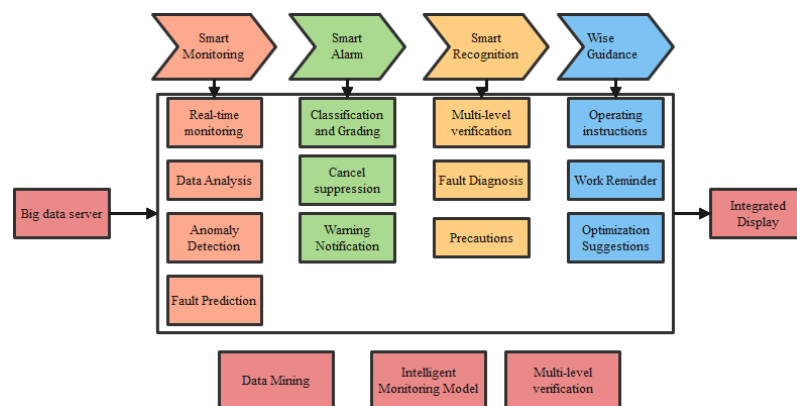 Smart
Monitoring
Smart
Alarm
Smart
Recognition
Wise
Guidance
Real-time
monitoring
Classification
and Grading
Multi-level
verification
Operating
instructions
Data Analysis
Cancel
suppression
Fault Diagnosis
Work Reminder
Big data server
Anomaly
Detection
Warning
Notification
Precautions
Optimization
Suggestions
Integrated
Display
Fault Prediction
Data Mining
Intelligent
Monitoring Model
Multi-level
verification